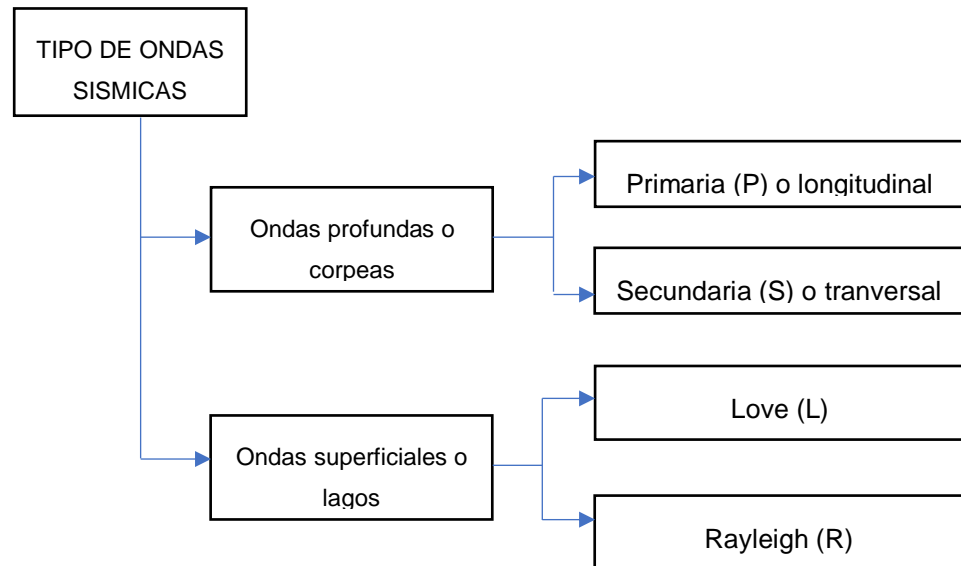 TIPO DE ONDAS
SISMICAS
Ondas profundas o
corpeas
Primaria (P) o longitudinal
Secundaria (S) o tranversal
Ondas superficiales o
lagos
Love (L)
Rayleigh (R)